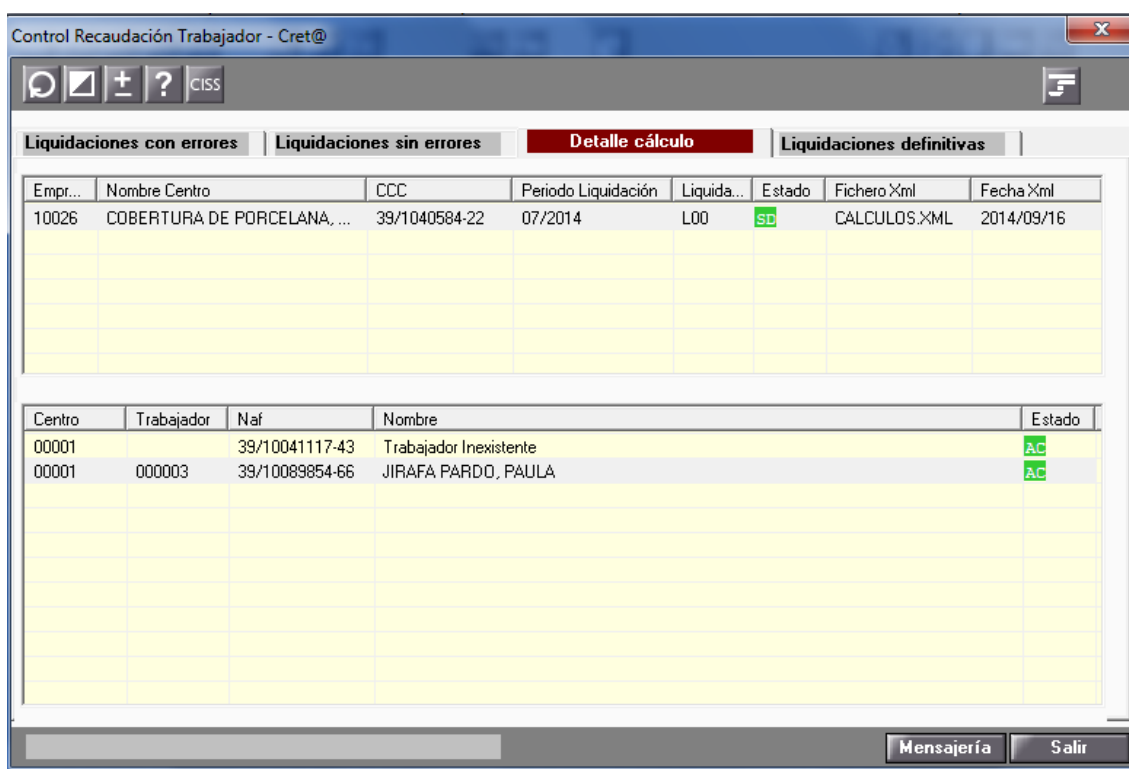 Control Recaudación Trabajador - Cret@
x
± ? CISS
Liquidaciones con errores Liquidaciones sin errores Detalle cálculo Liquidaciones definitivas
Empr... Nombre Centro CCC Periodo Liquidación Liquida... Estado Fichero Xml Fecha Xml
10026 COBERTURA DE PORCELANA, ... 39/1040584-22 07/2014 L00 SD CALCULOS.XML 2014/09/16
Centro Trabajador Naf Nombre Estado
00001 39/10041117-43 Trabajador Inexistente AC
00001 000003 39/10089854-66 JIRAFA PARDO, PAULA AC
Mensajería Salir